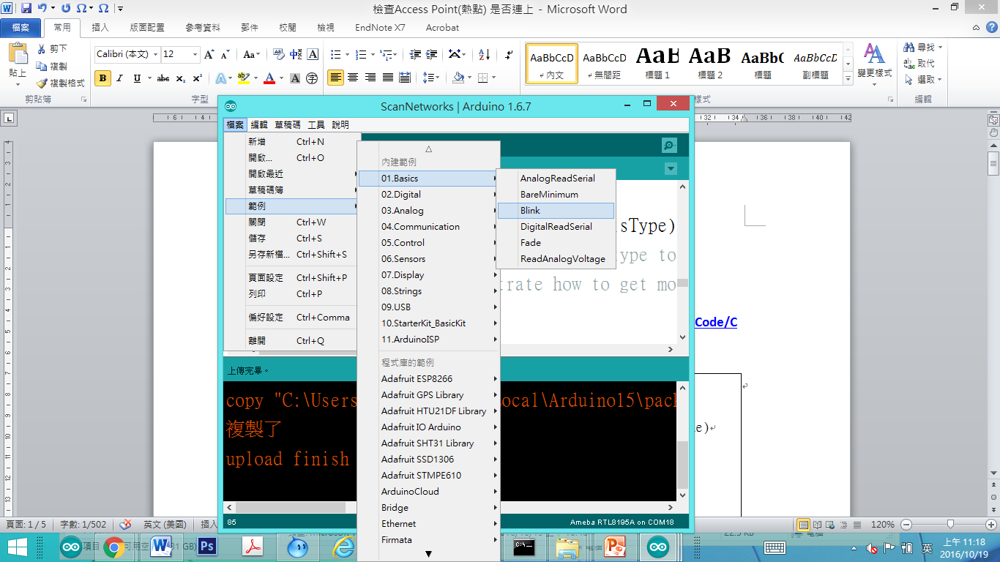 檢查Access Point(熱點) 是否連上 - Microsoft Word
檔案 常用 插入 版面配置 參考資料 郵件 校閱 檢視 EndNote X7 Acrobat
貼上
剪下
複製
複製格式
剪貼簿
Calibri (本文) 12
字型
AaBbCcD AaBbCcD AaB AaB AaBbC AaBbCcD
內文 無間距 標題 1 標題 2 標題 副標題
變更樣式
樣式
尋找
取代
選取
編輯
ScanNetworks | Arduino 1.6.7
檔案 編輯 草稿碼 工具 說明
新增 Ctrl+N
開啟... Ctrl+O
開啟最近
草稿碼簿
範例
關閉 Ctrl+W
儲存 Ctrl+S
另存新檔... Ctrl+Shift+S
頁面設定 Ctrl+Shift+P
列印 Ctrl+P
偏好設定 Ctrl+Comma
離開 Ctrl+Q
內建範例
01.Basics
02.Digital
03.Analog
04.Communication
05.Control
06.Sensors
07.Display
08.Strings
09.USB
10.StarterKit_BasicKit
11.ArduinoISP
程式庫的範例
Adafruit ESP8266
Adafruit GPS Library
Adafruit HTU21DF Library
Adafruit IO Arduino
Adafruit SHT31 Library
Adafruit SSD1306
Adafruit STMPE610
ArduinoCloud
Bridge
Ethernet
Firmata
AnalogReadSerial
BareMinimum
Blink
DigitalReadSerial
Fade
ReadAnalogVoltage
sType)
ype to
rate how to get mo
Code/C
e)
上傳完畢。
copy "C:\Users ocal\Arduino15\pack
複製了
upload finish
85 Ameba RTL8195A on COM18
頁面: 1 / 5 字數: 1/502 英文 (美國) 插入 120%
上午 11:18
英
2016/10/19